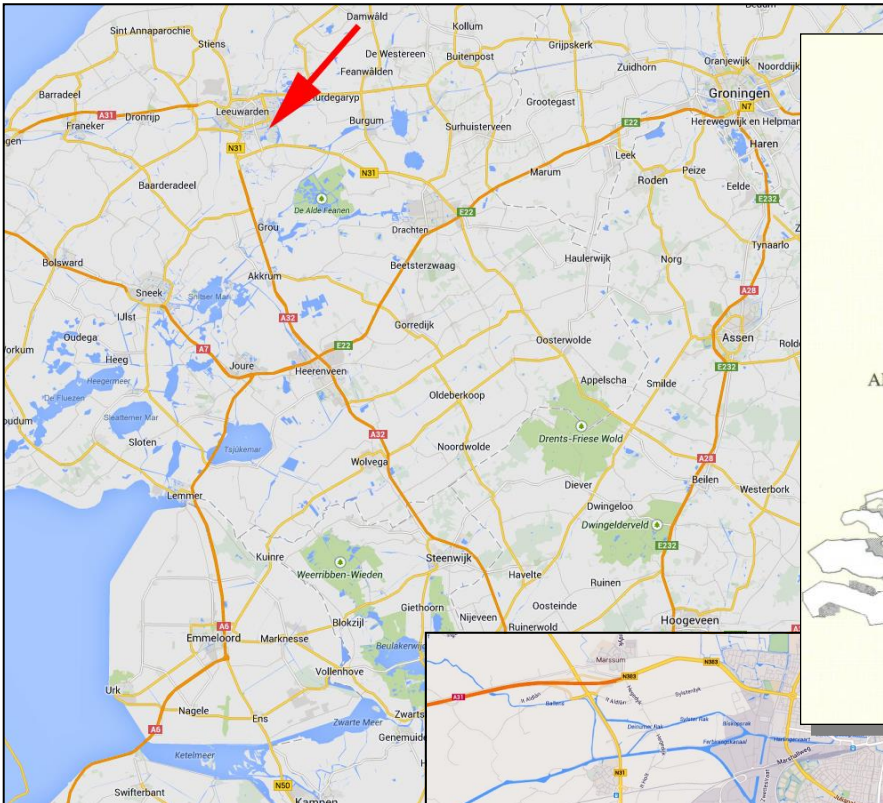 Damwâld
Sint Annaparochie
Kollum
Stiens
De Westereen
Buitenpost
Grijpskerk
Oranjewijk
Noorddijk
Feanwâlden
Zuidhorn
Barradeel
Groningen
A31
Dronrijp
Leeuwarden
Grootegast
N7
Franeker
Burgum
Surhuisterveen
E22
Herewegwijk en Helpman
N31
Leek
Haren
N31
Marum
Peize
Baarderadeel
Roden
Eelde
De Alde Feanen
E232
E22
Grou
Drachten
Tynaarlo
Bolsward
Haulerwijk
Norg
Akkrum
Beetsterzwaag
Sneek
A28
IJlst
A32
Gorredijk
Oudega
A7
E22
Oosterwolde
Assen
Heeg
Joure
Heerenveen
E232
Heegermeer
Appelscha
Smilde
De Fluezen
Oldeberkoop
Sloten
A32
Drents-Friese Wold
Tsjûkemar
Noordwolde
Wolvega
A28
Beilen
Lemmer
Diever
Westerbork
Dwingeloo
Dwingelderveld
Kuinre
Steenwijk
E232
Weerribben-Wieden
Havelte
Ruinen
Giethoorn
Oosteinde
Blokzijl
Nijeveen
Hoogeveen
A6
Ruinerwold
Emmeloord
Marknesse
Vollenhove
Urk
Nagele
Ens
Zwarte Meer
A6
Ketelmeer
N50
Swifterbant
Kampen
Marssum
N383
N383
A31
N31
Marshallweg